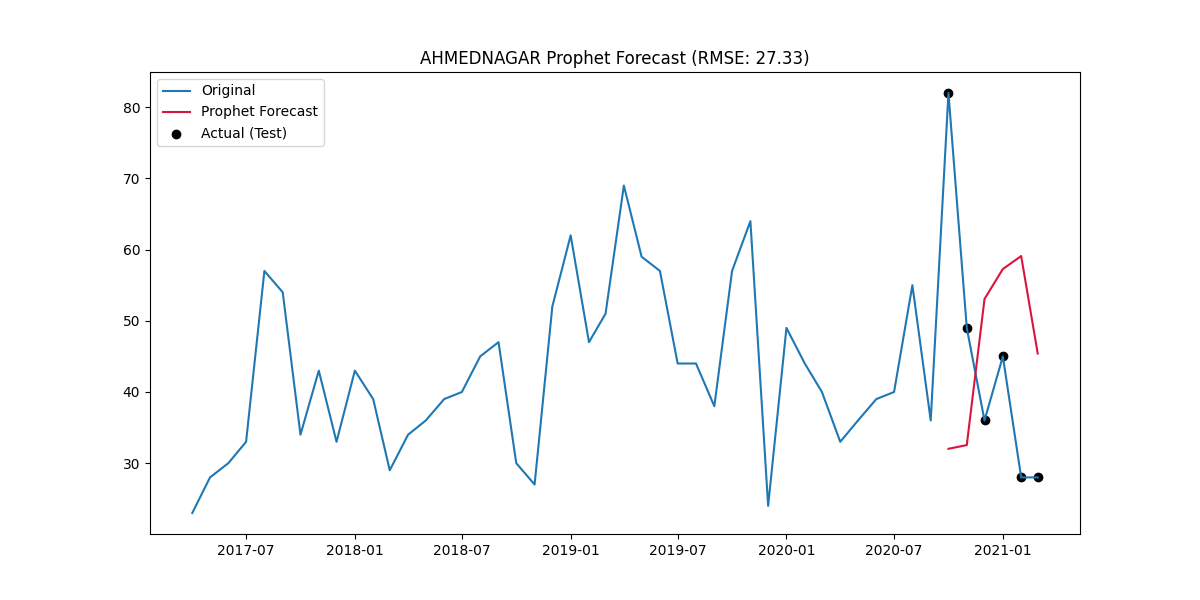 AHMEDNAGAR Prophet Forecast (RMSE: 27.33)
Original
Prophet Forecast
Actual (Test)
80
70
60
50
40
30
2017-07 2018-01 2018-07 2019-01 2019-07 2020-01 2020-07 2021-01